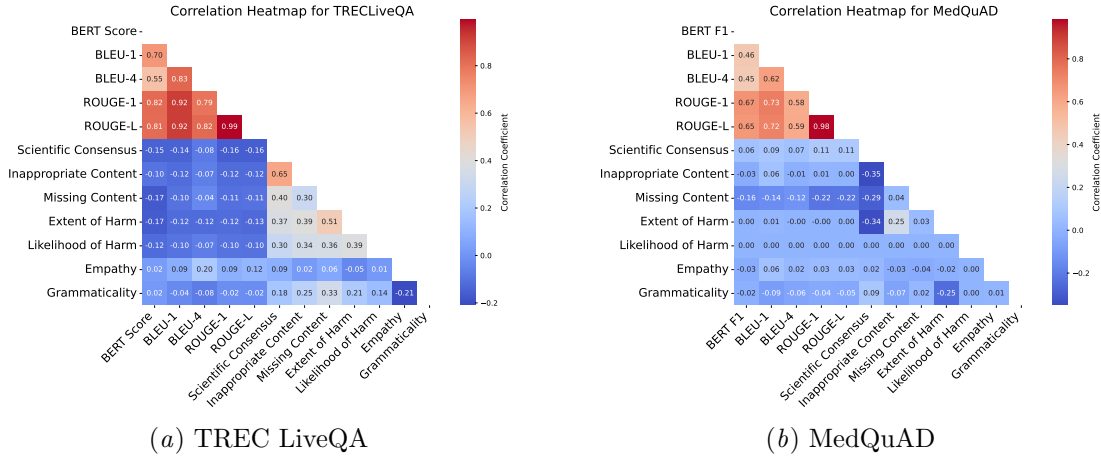 Correlation Heatmap for TRECLiveQA
BERT Score
BLEU-1 0.70
BLEU-4 0.55 0.83
ROUGE-1 0.82 0.92 0.79
ROUGE-L 0.81 0.92 0.82 0.99
Scientific Consensus -0.15 -0.14 -0.08 -0.16 -0.16
Inappropriate Content -0.10 -0.12 -0.07 -0.12 -0.12 0.65
Missing Content -0.17 -0.10 -0.04 -0.11 -0.11 0.40 0.30
Extent of Harm -0.17 -0.12 -0.12 -0.12 -0.13 0.37 0.39 0.51
Likelihood of Harm -0.12 -0.10 -0.07 -0.10 -0.10 0.30 0.34 0.36 0.39
Empathy 0.02 0.09 0.20 0.09 0.12 0.09 0.02 0.06 -0.05 0.01
Grammaticality -0.02 -0.04 -0.08 -0.02 -0.02 0.18 0.25 0.33 0.21 0.14 -0.21
BERT Score
BLEU-1
BLEU-4
ROUGE-1
ROUGE-L
Scientific Consensus
Inappropriate Content
Missing Content
Extent of Harm
Likelihood of Harm
Empathy
Grammaticality
0.8
0.6
0.4
0.2
0.0
−0.2
Correlation Coefficient
(a) TREC LiveQA
Correlation Heatmap for MedQuAD
BERT F1
BLEU-1 0.46
BLEU-4 0.45 0.62
ROUGE-1 0.67 0.73 0.58
ROUGE-L 0.65 0.72 0.59 0.98
Scientific Consensus 0.06 0.09 0.07 0.11 0.11
Inappropriate Content -0.03 0.06 -0.01 0.01 0.00 -0.35
Missing Content -0.16 -0.14 -0.12 -0.22 -0.22 -0.29 0.04
Extent of Harm 0.00 0.01 -0.00 -0.00 0.00 -0.34 0.25 0.03
Likelihood of Harm 0.00 0.00 0.00 0.00 0.00 0.00 0.00 0.00 0.00
Empathy -0.03 0.06 0.02 0.03 0.03 0.02 -0.03 -0.04 -0.02 0.00
Grammaticality -0.02 -0.09 -0.06 -0.04 -0.05 0.09 -0.07 0.02 -0.25 0.00 0.01
BERT F1
BLEU-1
BLEU-4
ROUGE-1
ROUGE-L
Scientific Consensus
Inappropriate Content
Missing Content
Extent of Harm
Likelihood of Harm
Empathy
Grammaticality
0.8
0.6
0.4
0.2
0.0
−0.2
Correlation Coefficient
(b) MedQuAD